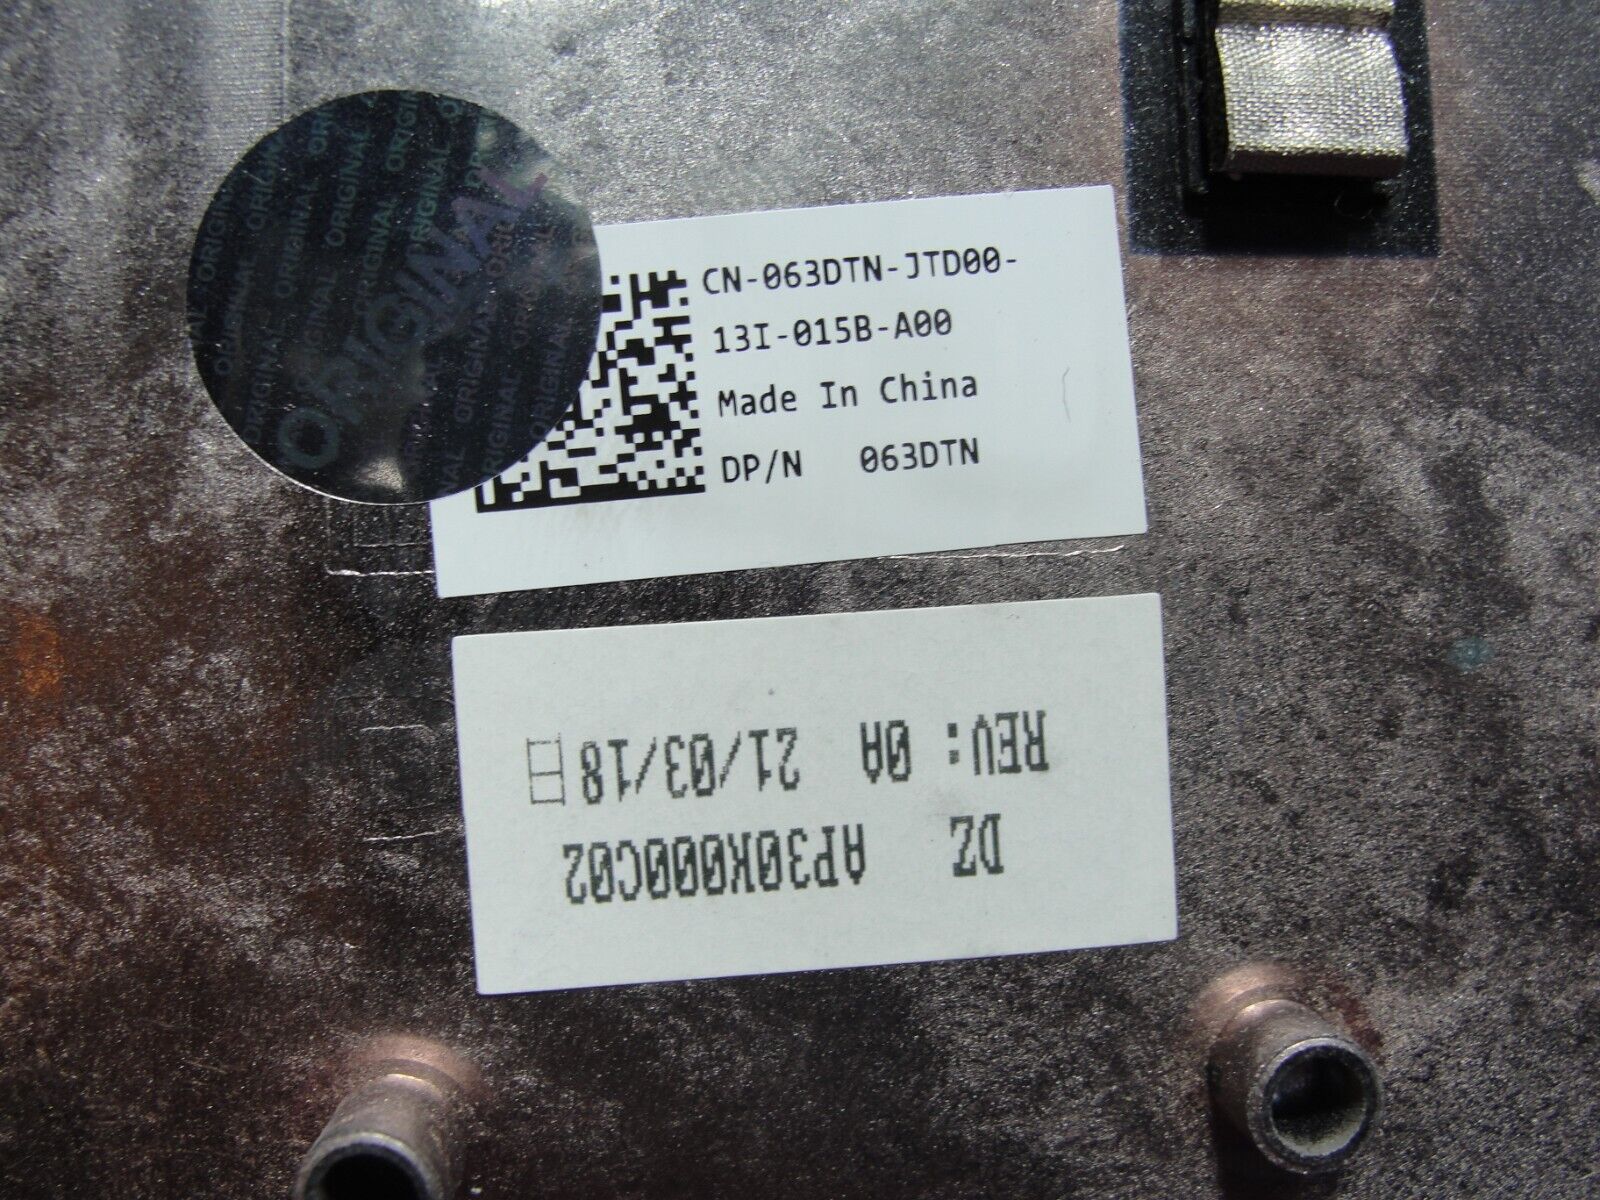 ORIGINAL
CN-063DTN-JTD00-
13I-015B-A00
Made In China
DP/N 063DTN
DZ AP30K000C02
REV: 0A 21/03/18 日